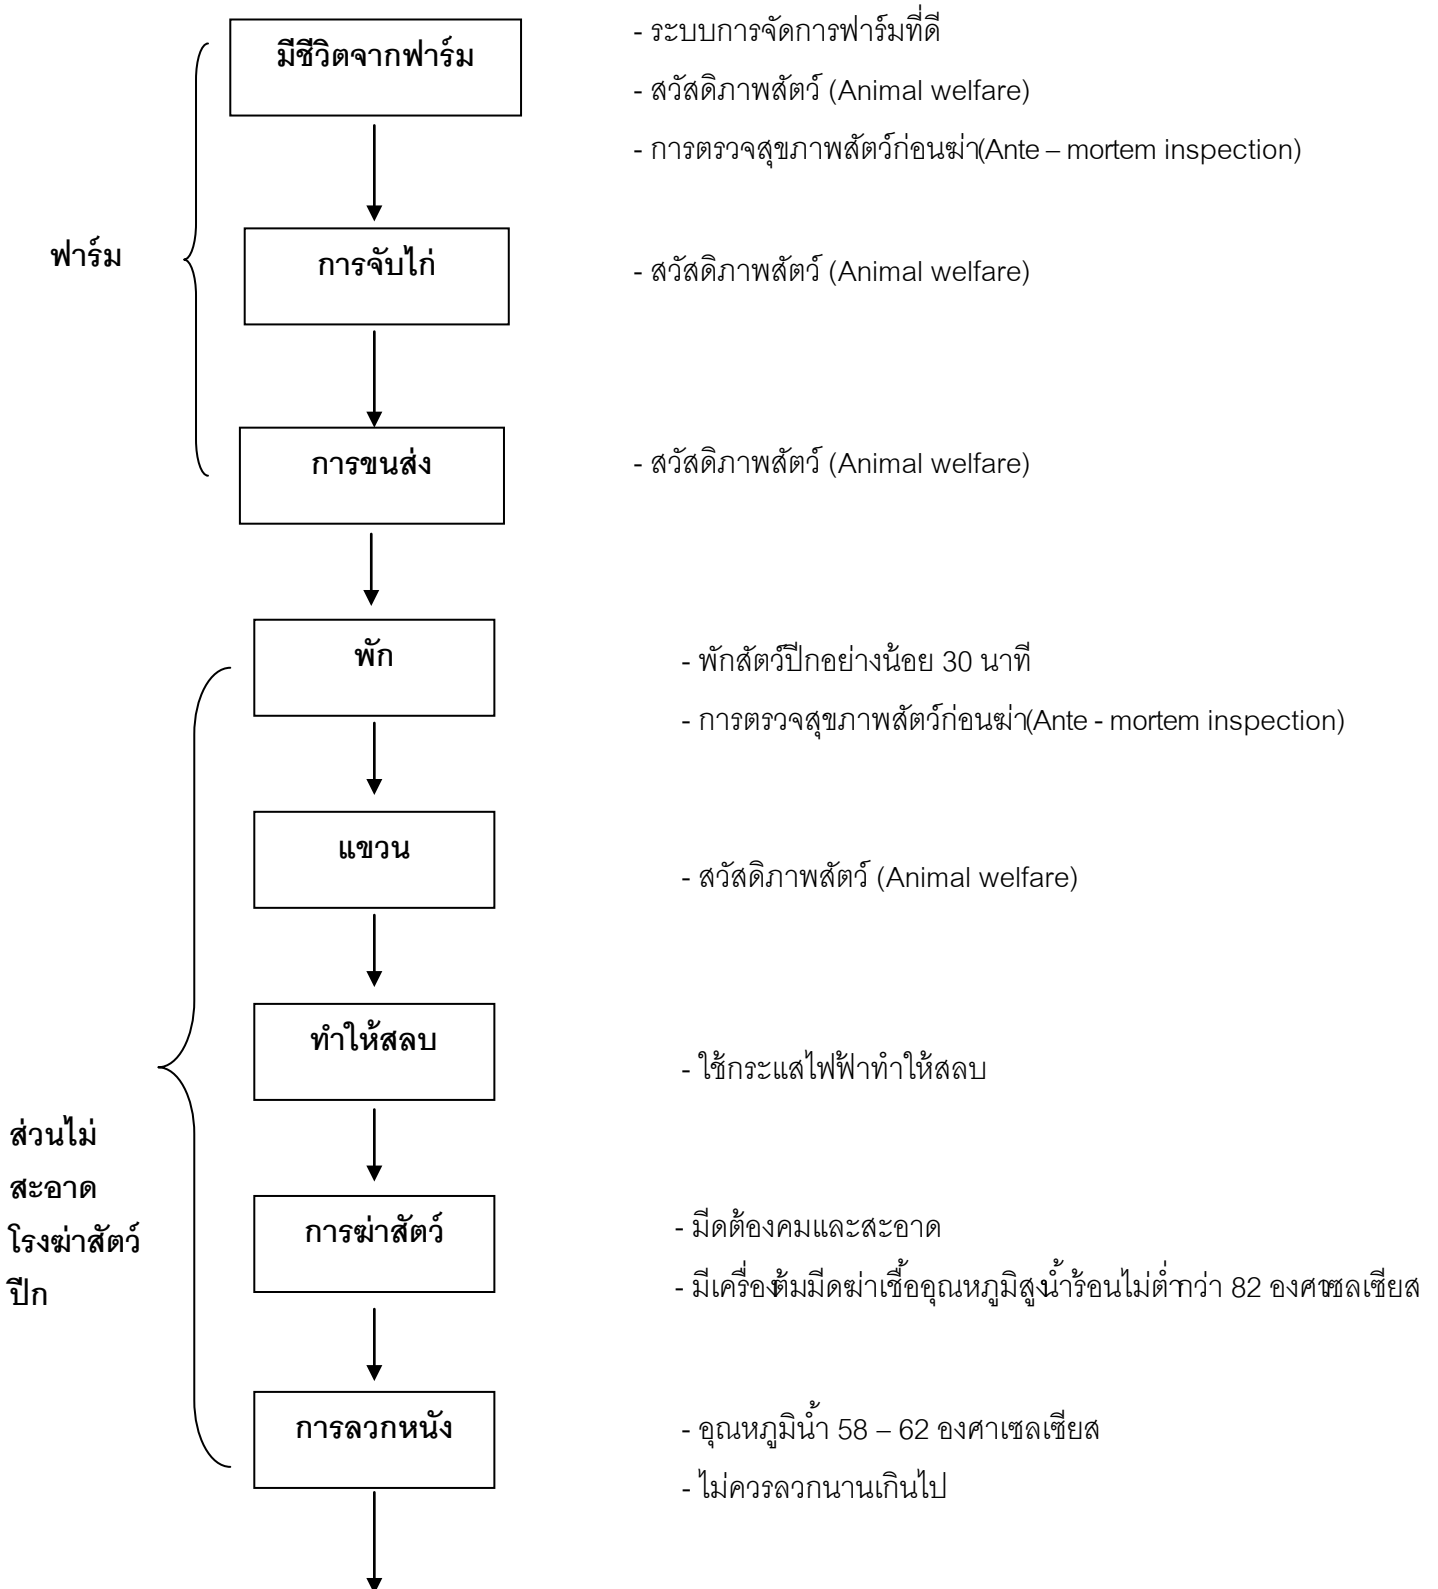 มีชีวิตจากฟาร์ม
- ระบบการจัดการฟาร์มที่ดี
- สวัสดิภาพสัตว์ (Animal welfare)
- การตรวจสุขภาพสัตว์ก่อนฆ่า(Ante – mortem inspection)
ฟาร์ม
การจับไก่
- สวัสดิภาพสัตว์ (Animal welfare)
การขนส่ง
- สวัสดิภาพสัตว์ (Animal welfare)
พัก
- พักสัตว์ปีกอย่างน้อย 30 นาที
- การตรวจสุขภาพสัตว์ก่อนฆ่า(Ante - mortem inspection)
แขวน
- สวัสดิภาพสัตว์ (Animal welfare)
ทำให้สลบ
- ใช้กระแสไฟฟ้าทำให้สลบ
ส่วนไม่
สะอาด
โรงฆ่าสัตว์
ปีก
การฆ่าสัตว์
- มีดต้องคมและสะอาด
- มีเครื่องต้มมีดฆ่าเชื้ออุณหภูมิสูงน้ำร้อนไม่ต่ำกว่า 82 องศาเซลเซียส
การลวกหนัง
- อุณหภูมิน้ำ 58 – 62 องศาเซลเซียส
- ไม่ควรลวกนานเกินไป